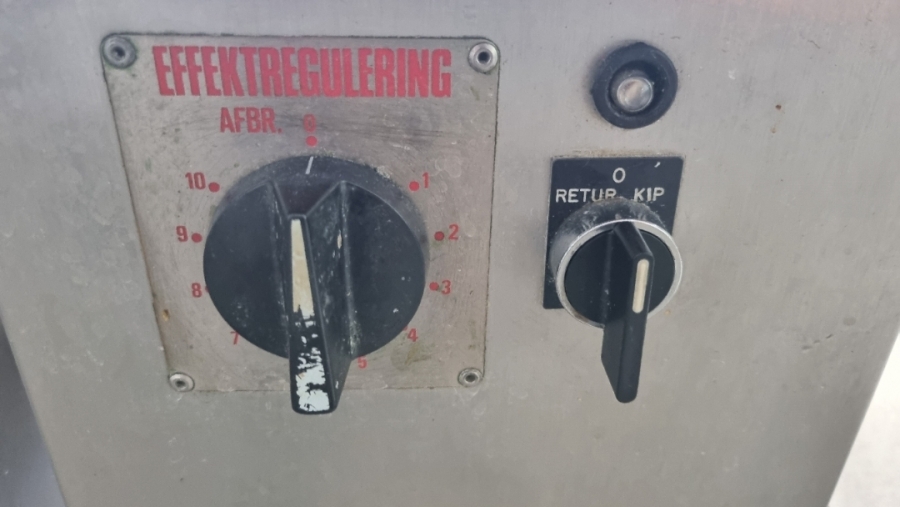 EFFEKTREGULERING
AFBR. 0
10 1
9 2
8 3
7 4
5
0
RETUR KIP